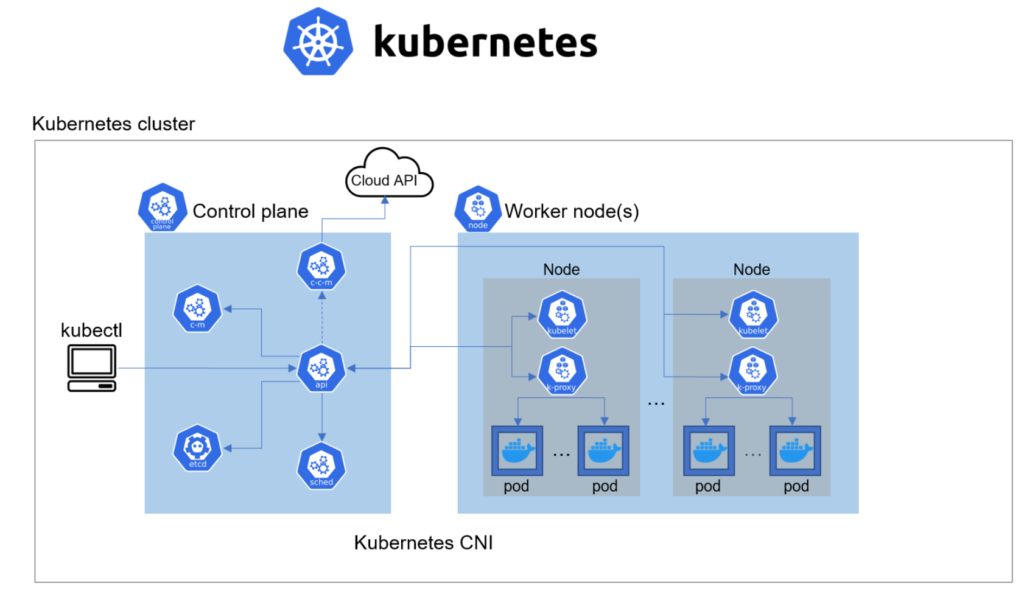 kubernetes
Kubernetes cluster
Cloud API
control
plane
Control plane
node
Worker node(s)
c-c-m
Node
Node
c-m
kubelet
kubelet
kubectl
api
k-proxy
k-proxy
...
etcd
sched
...
...
pod
pod
pod
pod
Kubernetes CNI